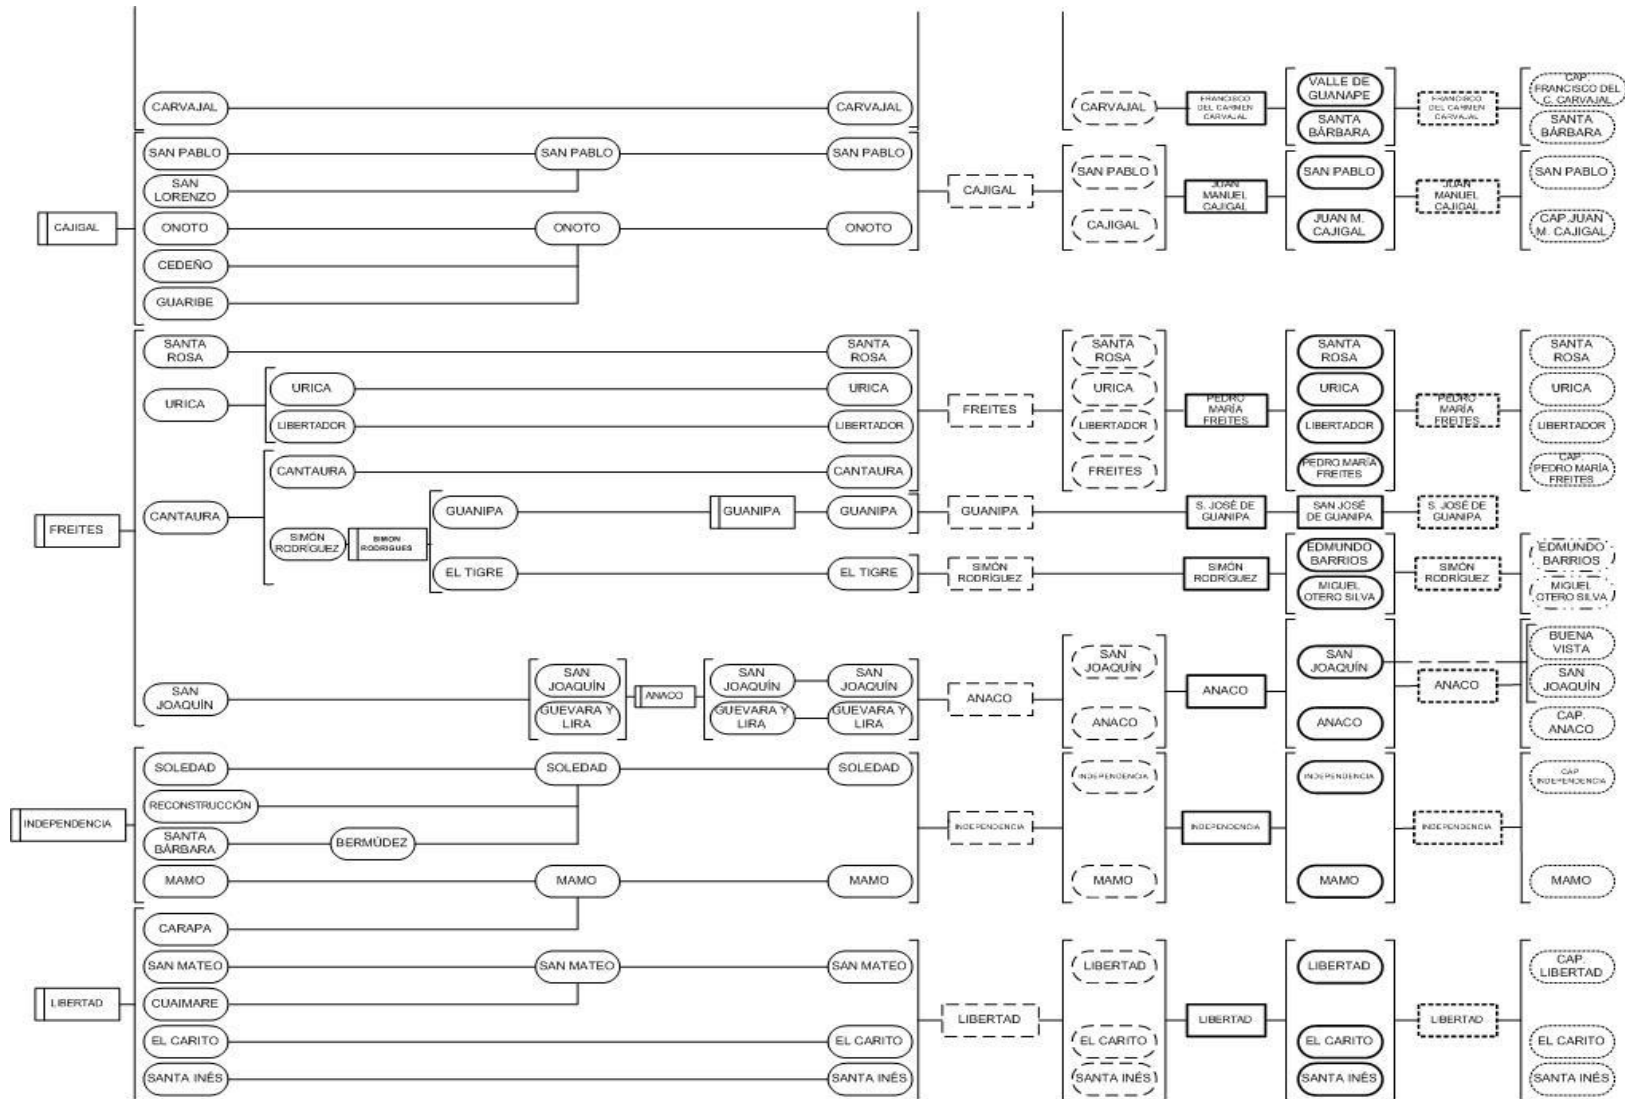 CARVAJAL
CARVAJAL
CARVAJAL
FRANCISCO
DEL CARMEN
CARVAJAL
VALLE DE
GUANAPE
SANTA
BÁRBARA
FRANCISCO
DEL CARMEN
CARVAJAL
CAP.
FRANCISCO DEL
C. CARVAJAL
SANTA
BÁRBARA
CAJIGAL
SAN PABLO
SAN PABLO
SAN PABLO
SAN
LORENZO
ONOTO
ONOTO
ONOTO
CEDEÑO
GUARIBE
CAJIGAL
SAN PABLO
CAJIGAL
JUAN
MANUEL
CAJIGAL
SAN PABLO
JUAN M.
CAJIGAL
JUAN
MANUEL
CAJIGAL
SAN PABLO
CAP.JUAN
M. CAJIGAL
FREITES
SANTA
ROSA
SANTA
ROSA
URICA
URICA
URICA
LIBERTADOR
LIBERTADOR
CANTAURA
CANTAURA
CANTAURA
SIMÓN
RODRÍGUEZ
SIMON
RODRIGUES
GUANIPA
GUANIPA
GUANIPA
EL TIGRE
EL TIGRE
FREITES
SANTA
ROSA
URICA
LIBERTADOR
FREITES
PEDRO
MARÍA
FREITES
SANTA
ROSA
URICA
LIBERTADOR
PEDRO MARÍA
FREITES
PEDRO
MARÍA
FREITES
SANTA
ROSA
URICA
LIBERTADOR
CAP.
PEDRO MARÍA
FREITES
GUANIPA
S. JOSÉ DE
GUANIPA
SAN JOSÉ
DE GUANIPA
S. JOSÉ DE
GUANIPA
SIMÓN
RODRÍGUEZ
SIMÓN
RODRÍGUEZ
EDMUNDO
BARRIOS
MIGUEL
OTERO SILVA
SIMÓN
RODRÍGUEZ
EDMUNDO
BARRIOS
MIGUEL
OTERO SILVA
SAN
JOAQUÍN
SAN
JOAQUÍN
GUEVARA Y
LIRA
ANACO
SAN
JOAQUÍN
GUEVARA Y
LIRA
SAN
JOAQUÍN
GUEVARA Y
LIRA
ANACO
SAN
JOAQUÍN
ANACO
ANACO
SAN
JOAQUÍN
ANACO
ANACO
BUENA
VISTA
SAN
JOAQUÍN
CAP.
ANACO
INDEPENDENCIA
SOLEDAD
SOLEDAD
SOLEDAD
RECONSTRUCCIÓN
SANTA
BÁRBARA
BERMÚDEZ
MAMO
MAMO
MAMO
INDEPENDENCIA
INDEPENDENCIA
MAMO
INDEPENDENCIA
INDEPENDENCIA
MAMO
INDEPENDENCIA
CAP
INDEPENDENCIA
MAMO
LIBERTAD
CARAPA
SAN MATEO
SAN MATEO
SAN MATEO
CUAIMARE
EL CARITO
EL CARITO
SANTA INÉS
SANTA INÉS
LIBERTAD
LIBERTAD
EL CARITO
SANTA INÉS
LIBERTAD
LIBERTAD
EL CARITO
SANTA INÉS
LIBERTAD
CAP.
LIBERTAD
EL CARITO
SANTA INÉS